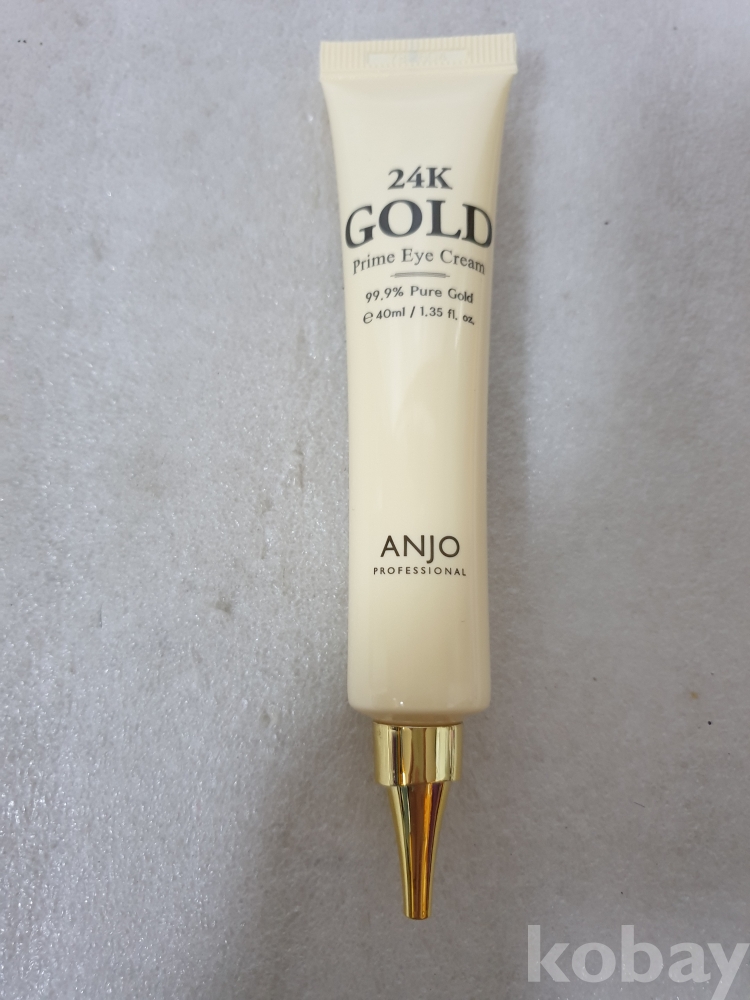 24K
GOLD
Prime Eye Cream
99.9% Pure Gold
℮ 40ml / 1.35 fl. oz.
ANJO
PROFESSIONAL
kobay